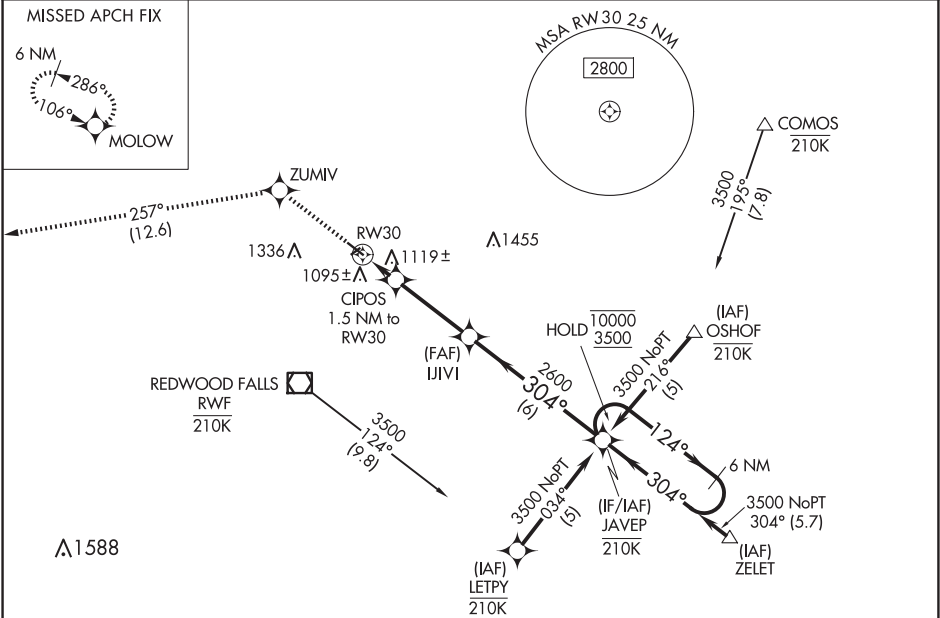 MISSED APCH FIX
6 NM
286°
106°
MOLOW
MSA RW30 25 NM
2800
COMOS
210K
3500
195°
(7.8)
ZUMIV
257°
(12.6)
RW30
1336
1119±
1455
1095±
CIPOS
1.5 NM to
RW30
(FAF)
IJIVI
HOLD
10000
3500
(IAF)
OSHOF
210K
3500 NoPT
216°
(5)
2600
304°
(6)
REDWOOD FALLS
RWF
210K
3500
124°
(9.8)
124°
6 NM
304°
3500 NoPT
304° (5.7)
(IAF)
ZELET
3500 NoPT
034°
(5)
(IF/IAF)
JAVEP
210K
(IAF)
LETPY
210K
1588